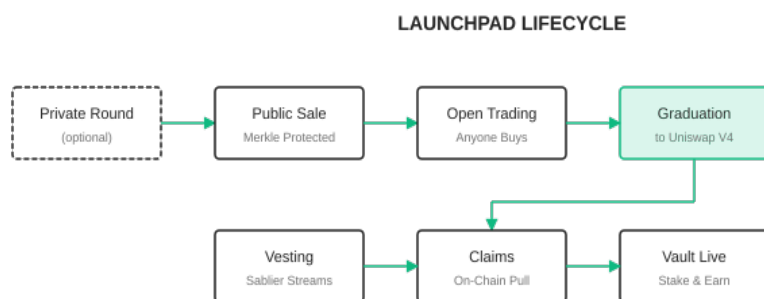 LAUNCHPAD LIFECYCLE
Private Round
(optional)
Public Sale
Merkle Protected
Open Trading
Anyone Buys
Graduation
to Uniswap V4
Vesting
Sablier Streams
Claims
On-Chain Pull
Vault Live
Stake & Earn